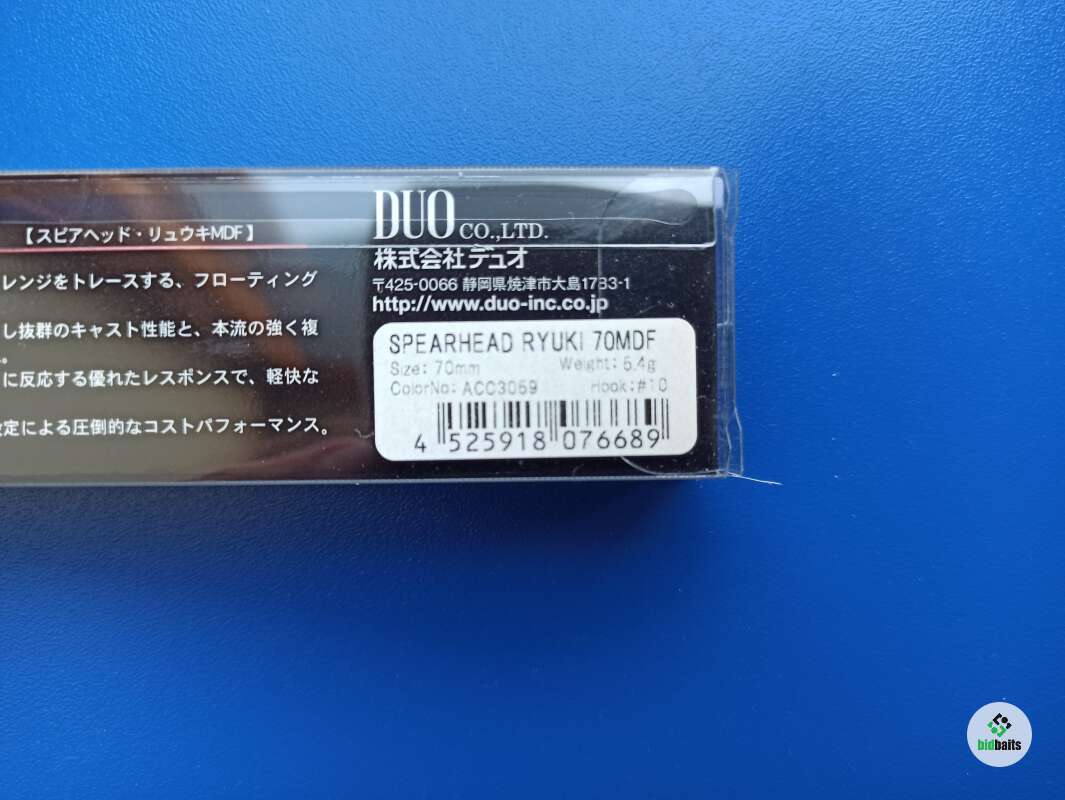 【スピアヘッド・リュウキMDF】
レンジをトレースする、フローティング
し抜群のキャスト性能と、本流の強く複
に反応する優れたレスポンスで、軽快な
定による圧倒的なコストパフォーマンス。
DUO CO.,LTD.
株式会社デュオ
〒425-0066 静岡県焼津市大島1783-1
http://www.duo-inc.co.jp
SPEARHEAD RYUKI 70MDF
Size: 70mm Weight: 5.4g
ColorNo: ACC3059 Hook:#10
4 525918 076689
bidbaits